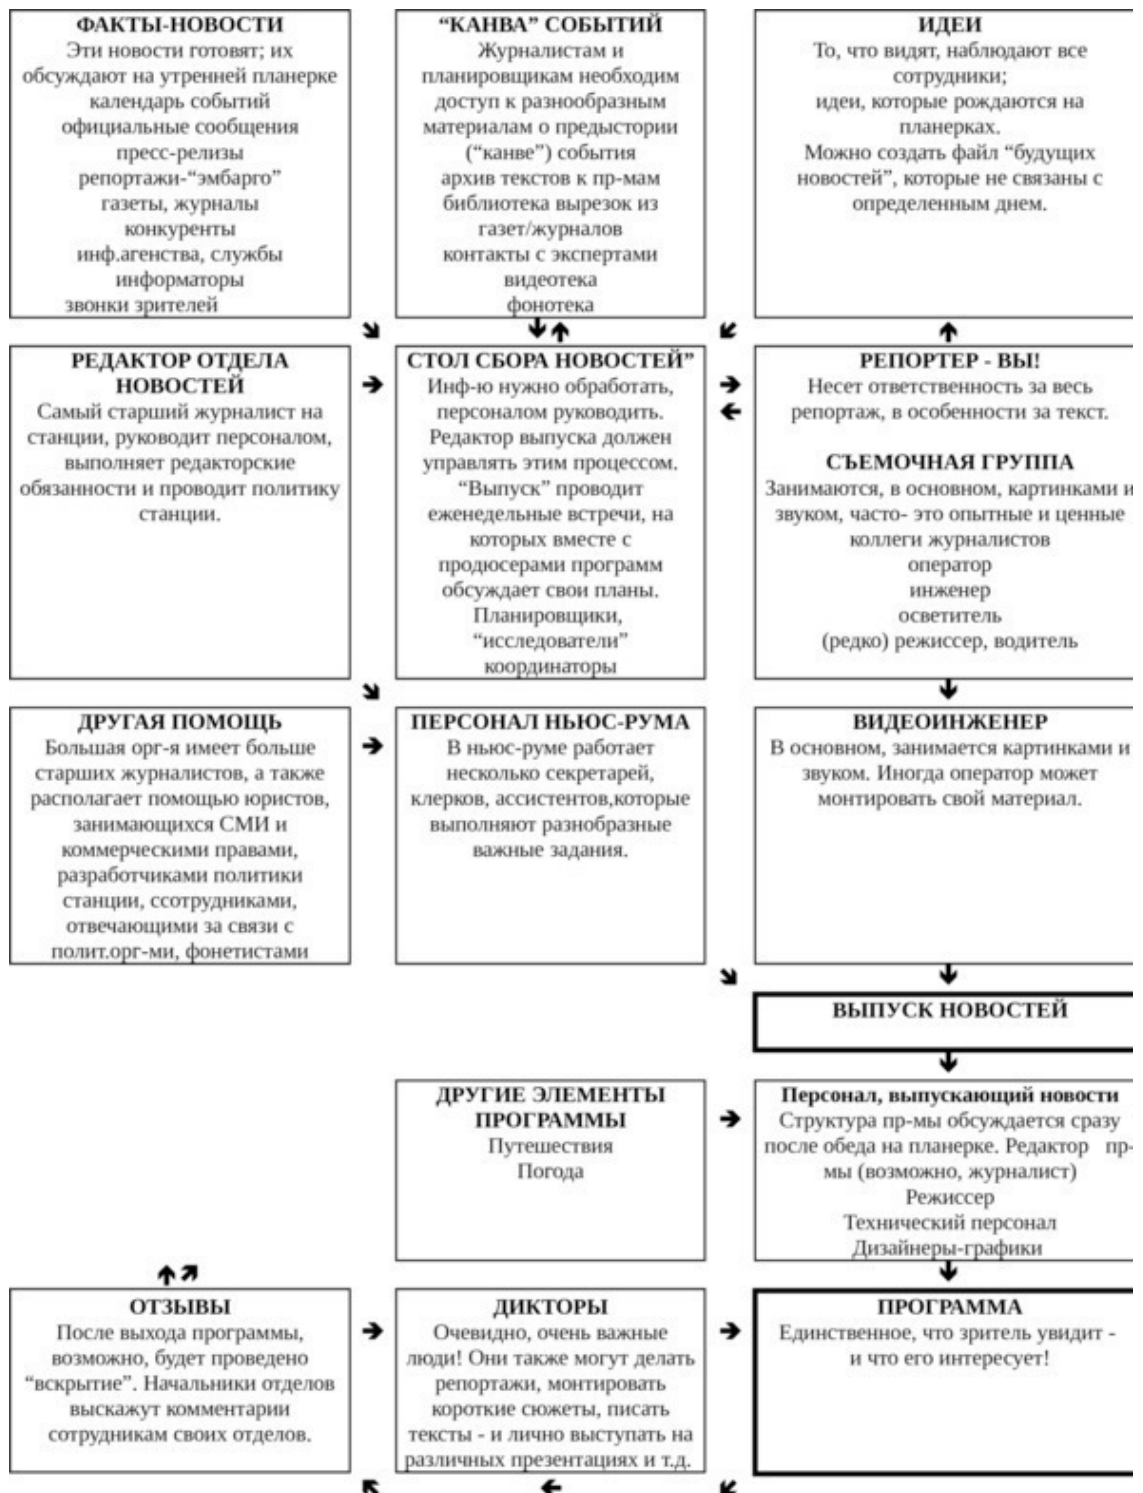 ФАКТЫ-НОВОСТИ
Эти новости готовят; их
обсуждают на утренней планерке
календарь событий
официальные сообщения
пресс-релизы
репортажи-“эмбарго”
газеты, журналы
конкуренты
инф.агенства, службы
информаторы
звонки зрителей
“КАНВА” СОБЫТИЙ
Журналистам и
планировщикам необходим
доступ к разнообразным
материалам о предыстории
(“канве”) события
архив текстов к пр-мам
библиотека вырезок из
газет/журналов
контакты с экспертами
видеотека
фонотека
ИДЕИ
То, что видят, наблюдают все
сотрудники;
идеи, которые рождаются на
планерках.
Можно создать файл “будущих
новостей”, которые не связаны с
определенным днем.
РЕДАКТОР ОТДЕЛА
НОВОСТЕЙ
Самый старший журналист на
станции, руководит персоналом,
выполняет редакторские
обязанности и проводит политику
станции.
СТОЛ СБОРА НОВОСТЕЙ”
Инф-ю нужно обработать,
персоналом руководить.
Редактор выпуска должен
управлять этим процессом.
“Выпуск” проводит
еженедельные встречи, на
которых вместе с
продюсерами программ
обсуждает свои планы.
Планировщики,
“исследователи”
координаторы
РЕПОРТЕР - ВЫ!
Несет ответственность за весь
репортаж, в особенности за текст.
СЪЕМОЧНАЯ ГРУППА
Занимаются, в основном, картинками и
звуком, часто- это опытные и ценные
коллеги журналистов
оператор
инженер
осветитель
(редко) режиссер, водитель
ДРУГАЯ ПОМОЩЬ
Большая орг-я имеет больше
старших журналистов, а также
располагает помощью юристов,
занимающихся СМИ и
коммерческими правами,
разработчиками политики
станции, ссотрудниками,
отвечающими за связи с
полит.орг-ми, фонетистами
ПЕРСОНАЛ НЬЮС-РУМА
В ньюс-руме работает
несколько секретарей,
клерков, ассистентов,которые
выполняют разнообразные
важные задания.
ВИДЕОИНЖЕНЕР
В основном, занимается картинками и
звуком. Иногда оператор может
монтировать свой материал.
ВЫПУСК НОВОСТЕЙ
ДРУГИЕ ЭЛЕМЕНТЫ
ПРОГРАММЫ
Путешествия
Погода
Персонал, выпускающий новости
Структура пр-мы обсуждается сразу
после обеда на планерке. Редактор пр-
мы (возможно, журналист)
Режиссер
Технический персонал
Дизайнеры-графики
ОТЗЫВЫ
После выхода программы,
возможно, будет проведено
“вскрытие”. Начальники отделов
выскажут комментарии
сотрудникам своих отделов.
ДИКТОРЫ
Очевидно, очень важные
люди! Они также могут делать
репортажи, монтировать
короткие сюжеты, писать
тексты - и лично выступать на
различных презентациях и т.д.
ПРОГРАММА
Единственное, что зритель увидит -
и что его интересует!